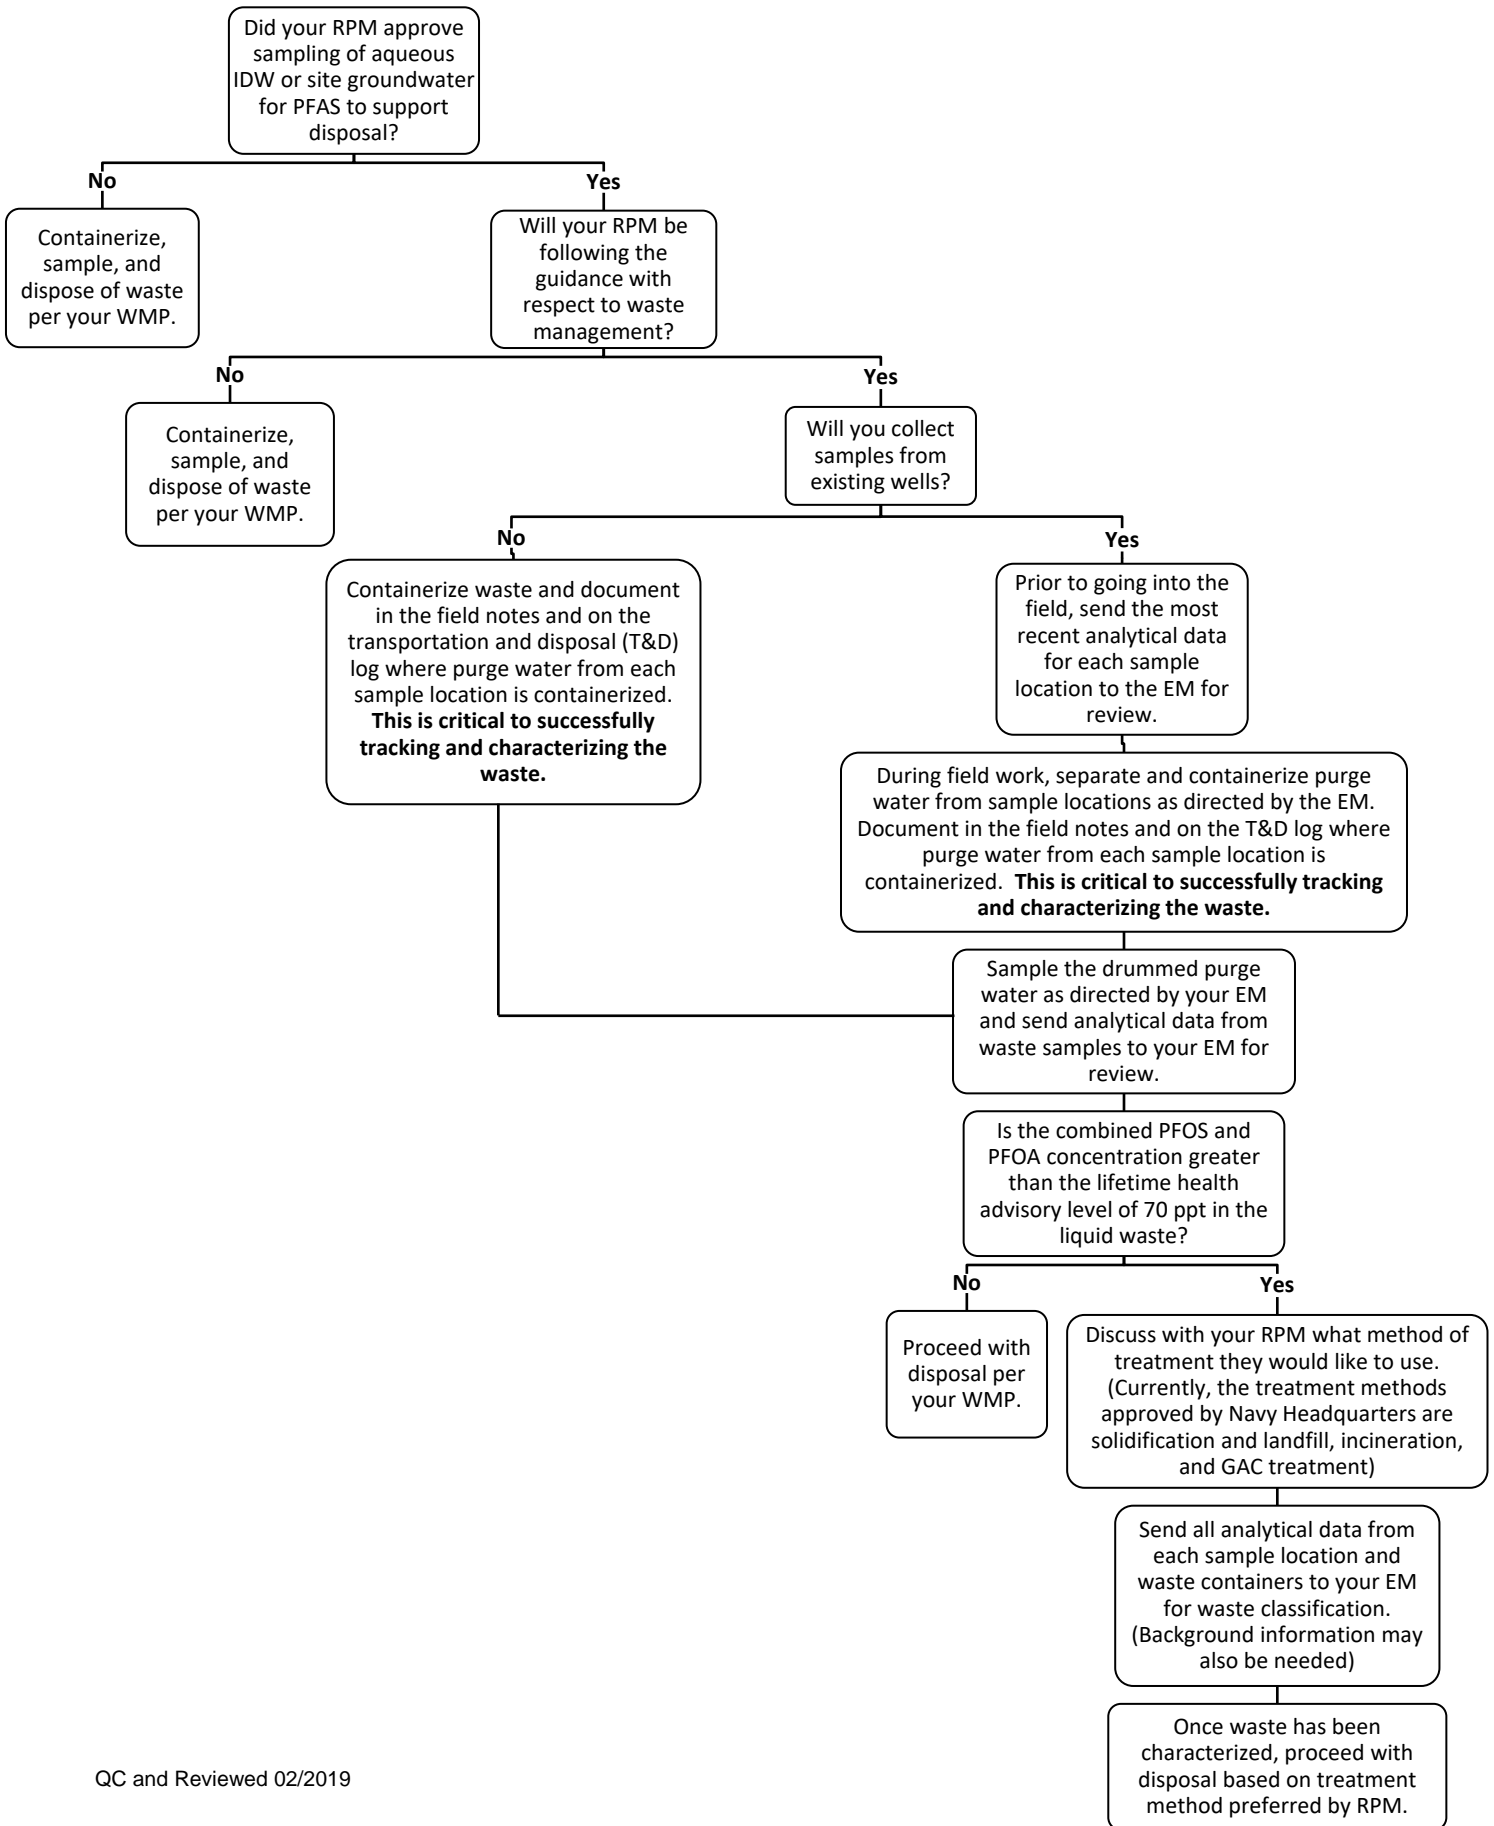 Did your RPM approve
sampling of aqueous
IDW or site groundwater
for PFAS to support
disposal?
No
Yes
Containerize,
sample, and
dispose of waste
per your WMP.
Will your RPM be
following the
guidance with
respect to waste
management?
No
Yes
Containerize,
sample, and
dispose of waste
per your WMP.
Will you collect
samples from
existing wells?
No
Yes
Containerize waste and document
in the field notes and on the
transportation and disposal (T&D)
log where purge water from each
sample location is containerized.
This is critical to successfully
tracking and characterizing the
waste.
Prior to going into the
field, send the most
recent analytical data
for each sample
location to the EM for
review.
During field work, separate and containerize purge
water from sample locations as directed by the EM.
Document in the field notes and on the T&D log where
purge water from each sample location is
containerized.  This is critical to successfully tracking
and characterizing the waste.
Sample the drummed purge
water as directed by your EM
and send analytical data from
waste samples to your EM for
review.
Is the combined PFOS and
PFOA concentration greater
than the lifetime health
advisory level of 70 ppt in the
liquid waste?
No
Yes
Proceed with
disposal per
your WMP.
Discuss with your RPM what method of
treatment they would like to use.
(Currently, the treatment methods
approved by Navy Headquarters are
solidification and landfill, incineration,
and GAC treatment)
Send all analytical data from
each sample location and
waste containers to your EM
for waste classification.
(Background information may
also be needed)
Once waste has been
characterized, proceed with
disposal based on treatment
method preferred by RPM.
QC and Reviewed 02/2019